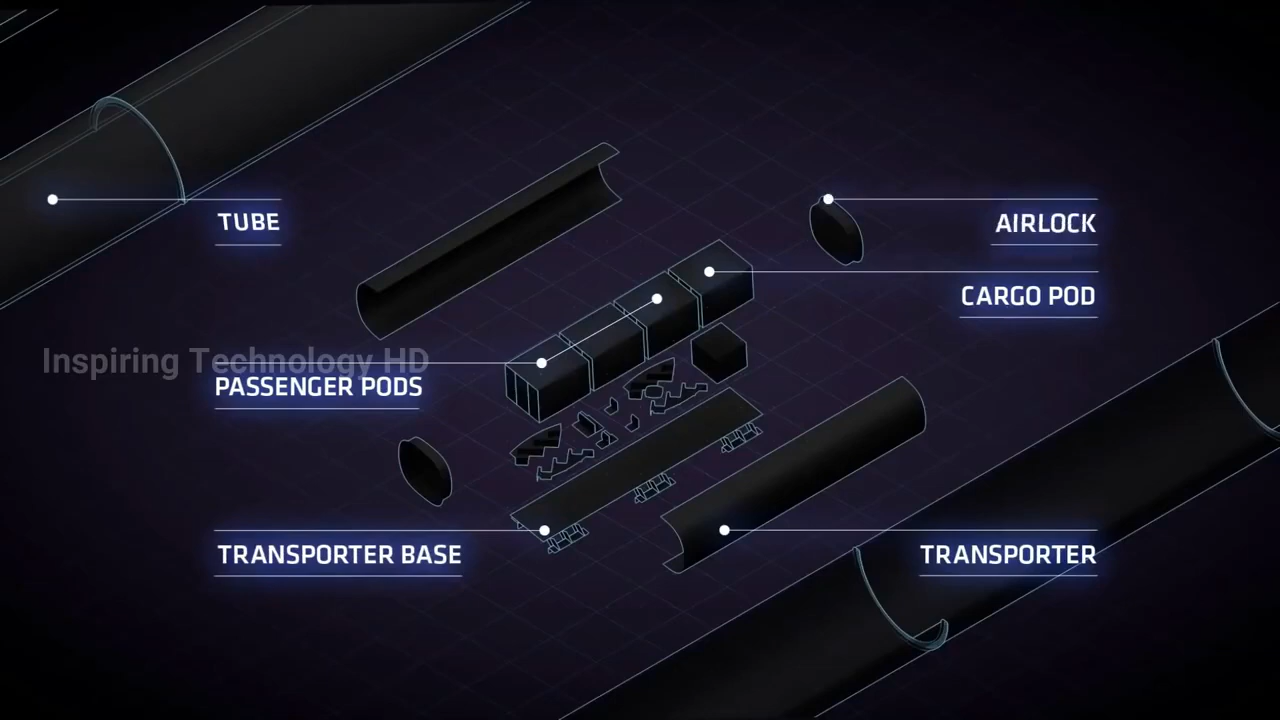 TUBE
AIRLOCK
CARGO POD
Inspiring Technology HD
PASSENGER PODS
TRANSPORTER BASE
TRANSPORTER